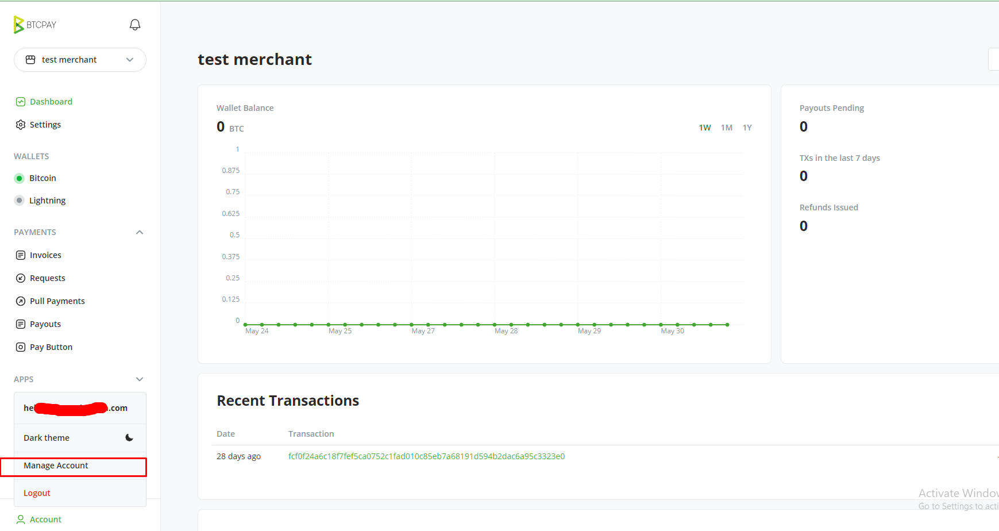 BTCPAY
test merchant
Dashboard
Settings
WALLETS
Bitcoin
Lightning
PAYMENTS
Invoices
Requests
Pull Payments
Payouts
Pay Button
APPS
he .com
Dark theme
Manage Account
Logout
Account
test merchant
Wallet Balance
0 BTC
1W 1M 1Y
1
0.875
0.75
0.625
0.5
0.375
0.25
0.125
0
May 24 May 25 May 27 May 28 May 29 May 30
Payouts Pending
0
TXs in the last 7 days
0
Refunds Issued
0
Recent Transactions
Date Transaction
28 days ago fcf0f24a6c18f7fef5ca0752c1fad010c85eb7a68191d594b2dac6a95c3323e0
Activate Window
Go to Settings to acti